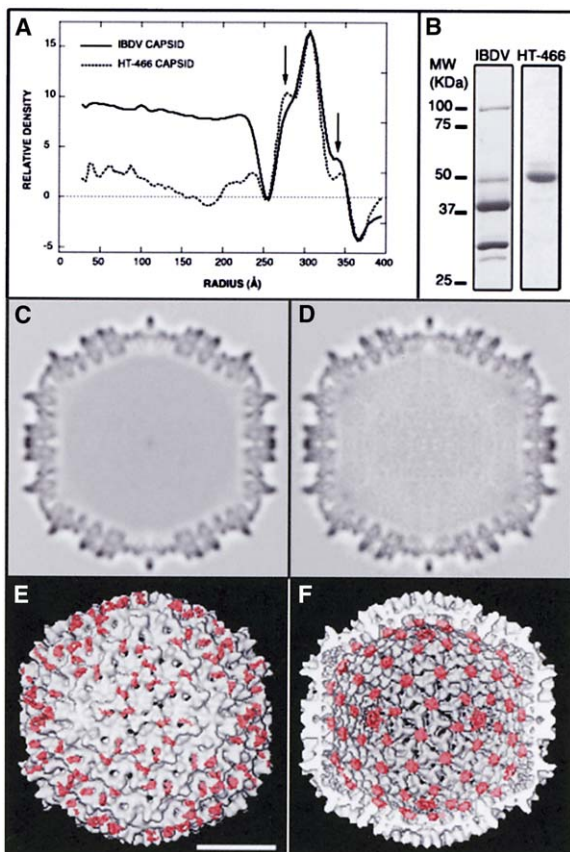 A
IBDV CAPSID
HT-466 CAPSID
RELATIVE DENSITY
15
10
5
0
-5
0 50 100 150 200 250 300 350 400
RADIUS (Å)
B
MW
(KDa)
IBDV HT-466
100
75
50
37
25
C
D
E
F